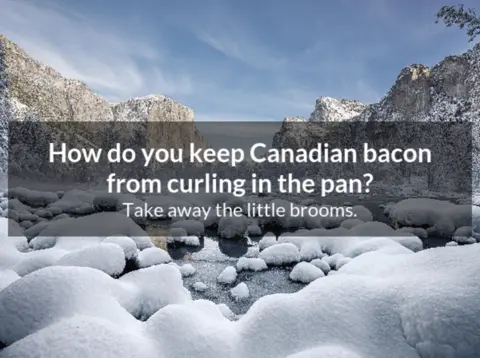 How do you keep Canadian bacon
from curling in the pan?
Take away the little brooms.